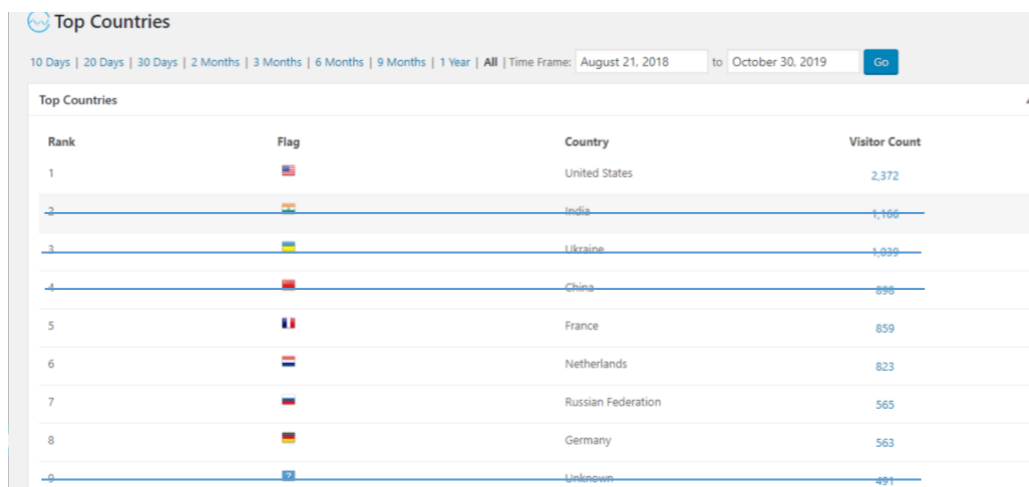 Top Countries
10 Days | 20 Days | 30 Days | 2 Months | 3 Months | 6 Months | 9 Months | 1 Year | All | Time Frame: August 21, 2018 to October 30, 2019 Go
Top Countries
Rank Flag Country Visitor Count
1 United States 2,372
2 India 1,166
3 Ukraine 1,039
4 China 898
5 France 859
6 Netherlands 823
7 Russian Federation 565
8 Germany 563
9 ? Unknown 491